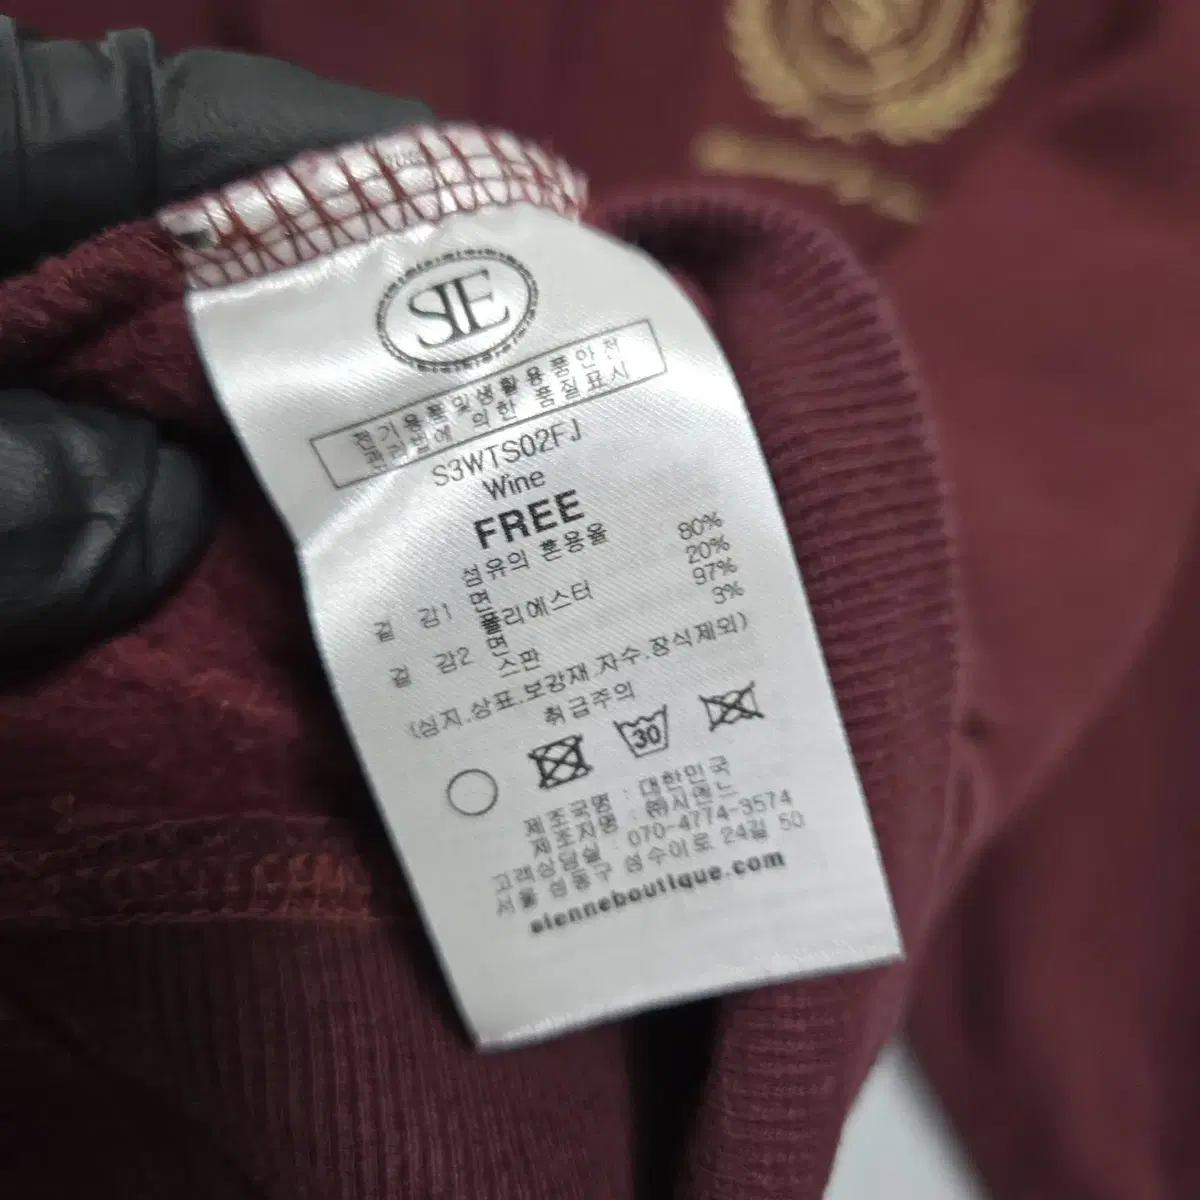 SIE
전기용품및생활용품안전
관리법에 의한 품질표시
S3WTS02FJ
Wine
FREE
섬유의 혼용율
겉 감1 면 80%
폴리에스터 20%
겉 감2 면 97%
스판 3%
(심지,상표,보강재,자수,장식제외)
취급주의
30
제조국명 : 대한민국
제조자명 : ㈜시엔느
고객상담실 : 070-4774-3574
서울 성동구 성수이로 24길 50
sienneboutique.com